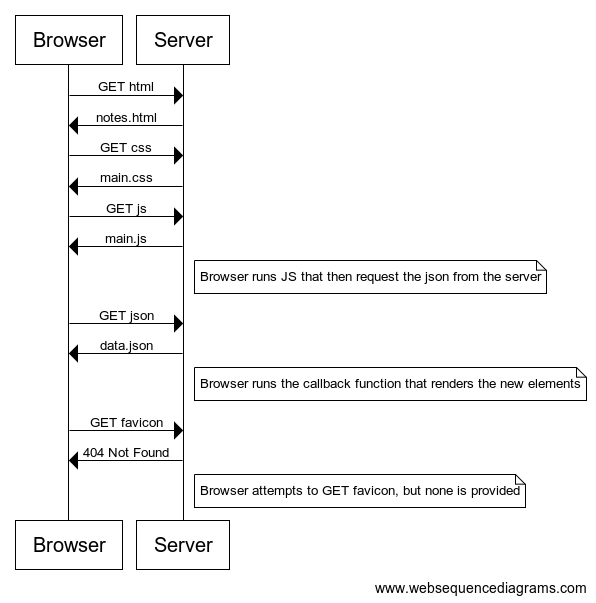 Browser
Server
GET html
notes.html
GET css
main.css
GET js
main.js
Browser runs JS that then request the json from the server
GET json
data.json
Browser runs the callback function that renders the new elements
GET favicon
404 Not Found
Browser attempts to GET favicon, but none is provided
Browser
Server
www.websequencediagrams.com